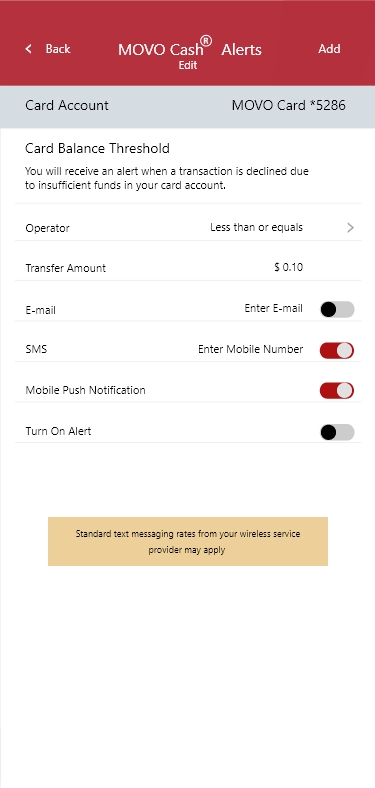 Back
MOVO Cash® Alerts
Add
Edit
Card Account MOVO Card *5286
Card Balance Threshold
You will receive an alert when a transaction is declined due
to insufficient funds in your card account.
Operator Less than or equals
Transfer Amount $ 0.10
E-mail Enter E-mail
SMS Enter Mobile Number
Mobile Push Notification
Turn On Alert
Standard text messaging rates from your wireless service
provider may apply